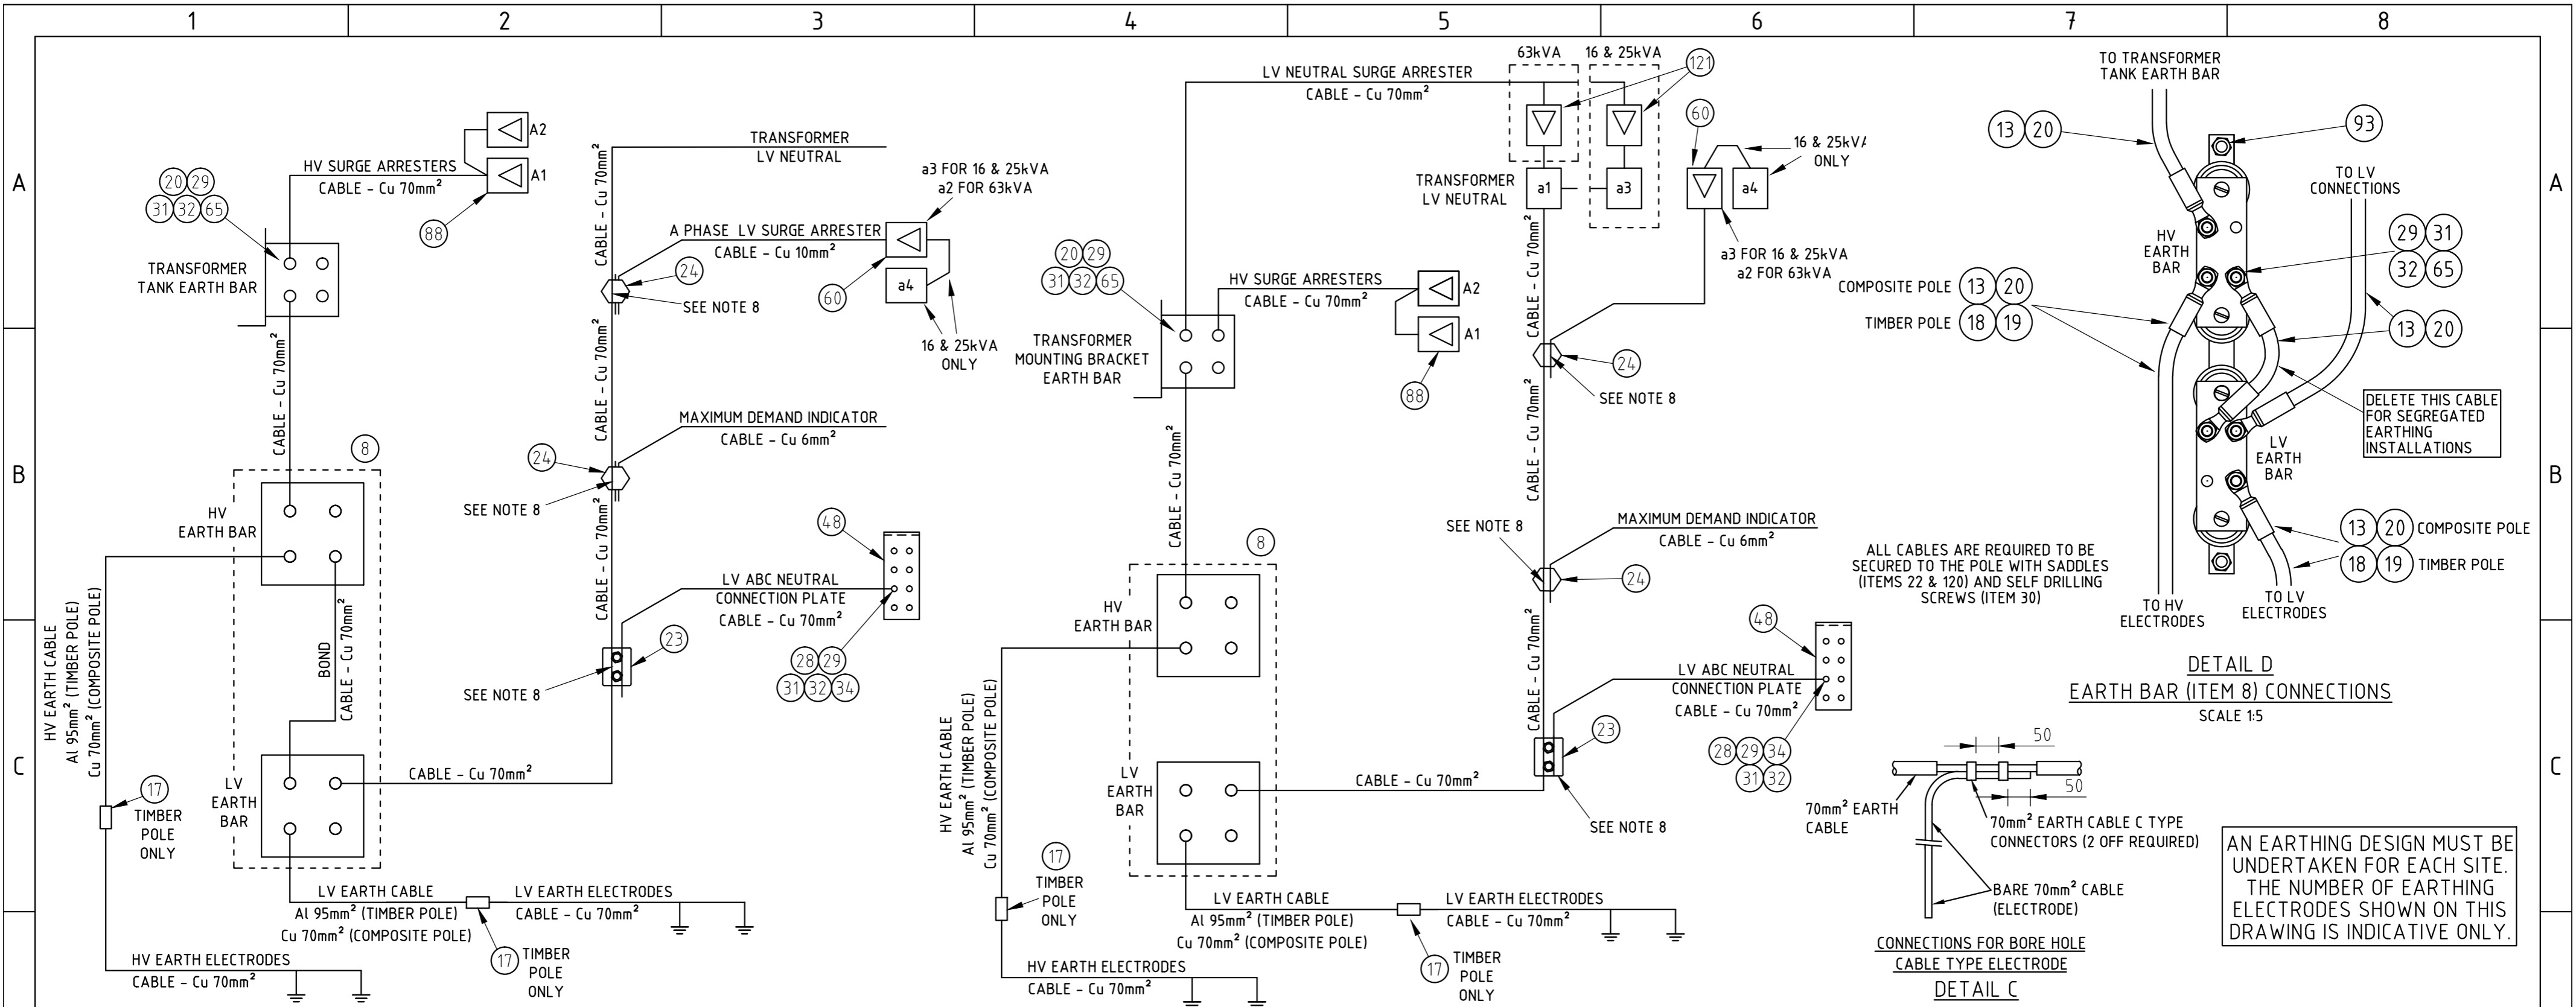 1 2 3 4 5 6 7 8
A
B
C
A
B
C
A2
A1
HV SURGE ARRESTERS
CABLE - Cu 70mm²
88
20 29
31 32 65
TRANSFORMER
TANK EARTH BAR
CABLE - Cu 70mm²
8
HV
EARTH BAR
BOND
CABLE - Cu 70mm²
LV
EARTH
BAR
HV EARTH CABLE
Al 95mm² (TIMBER POLE)
Cu 70mm² (COMPOSITE POLE)
17
TIMBER
POLE
ONLY
LV EARTH CABLE
Al 95mm² (TIMBER POLE)
Cu 70mm² (COMPOSITE POLE)
LV EARTH ELECTRODES
CABLE - Cu 70mm²
17
TIMBER
POLE
ONLY
HV EARTH ELECTRODES
CABLE - Cu 70mm²
CABLE - Cu 70mm²
TRANSFORMER
LV NEUTRAL
CABLE - Cu 70mm²
a3 FOR 16 & 25kVA
a2 FOR 63kVA
A PHASE LV SURGE ARRESTER
CABLE - Cu 10mm²
24
SEE NOTE 8
60
a4
16 & 25kVA
ONLY
CABLE - Cu 70mm²
MAXIMUM DEMAND INDICATOR
CABLE - Cu 6mm²
24
SEE NOTE 8
CABLE - Cu 70mm²
48
LV ABC NEUTRAL
CONNECTION PLATE
CABLE - Cu 70mm²
23
SEE NOTE 8
28 29
31 32 34
LV NEUTRAL SURGE ARRESTER
CABLE - Cu 70mm²
63kVA
16 & 25kVA
121
60
16 & 25kVA
ONLY
TRANSFORMER
LV NEUTRAL
a1
a3
a4
a3 FOR 16 & 25kVA
a2 FOR 63kVA
20 29
31 32 65
HV SURGE ARRESTERS
CABLE - Cu 70mm²
A2
A1
88
TRANSFORMER
MOUNTING BRACKET
EARTH BAR
CABLE - Cu 70mm²
24
SEE NOTE 8
CABLE - Cu 70mm²
CABLE - Cu 70mm²
SEE NOTE 8
MAXIMUM DEMAND INDICATOR
CABLE - Cu 6mm²
24
8
HV
EARTH BAR
CABLE - Cu 70mm²
48
LV ABC NEUTRAL
CONNECTION PLATE
CABLE - Cu 70mm²
23
28 29 34
31 32
SEE NOTE 8
LV
EARTH
BAR
CABLE - Cu 70mm²
HV EARTH CABLE
Al 95mm² (TIMBER POLE)
Cu 70mm² (COMPOSITE POLE)
17
TIMBER
POLE
ONLY
LV EARTH CABLE
Al 95mm² (TIMBER POLE)
Cu 70mm² (COMPOSITE POLE)
LV EARTH ELECTRODES
CABLE - Cu 70mm²
17
TIMBER
POLE
ONLY
HV EARTH ELECTRODES
CABLE - Cu 70mm²
TO TRANSFORMER
TANK EARTH BAR
13 20
93
TO LV
CONNECTIONS
HV
EARTH
BAR
29 31
32 65
COMPOSITE POLE 13 20
TIMBER POLE 18 19
13 20
DELETE THIS CABLE
FOR SEGREGATED
EARTHING
INSTALLATIONS
LV
EARTH
BAR
13 20 COMPOSITE POLE
18 19 TIMBER POLE
ALL CABLES ARE REQUIRED TO BE
SECURED TO THE POLE WITH SADDLES
(ITEMS 22 & 120) AND SELF DRILLING
SCREWS (ITEM 30)
TO HV
ELECTRODES
TO LV
ELECTRODES
DETAIL D
EARTH BAR (ITEM 8) CONNECTIONS
SCALE 1:5
50
50
70mm² EARTH
CABLE
70mm² EARTH CABLE C TYPE
CONNECTORS (2 OFF REQUIRED)
BARE 70mm² CABLE
(ELECTRODE)
CONNECTIONS FOR BORE HOLE
CABLE TYPE ELECTRODE
DETAIL C
AN EARTHING DESIGN MUST BE
UNDERTAKEN FOR EACH SITE.
THE NUMBER OF EARTHING
ELECTRODES SHOWN ON THIS
DRAWING IS INDICATIVE ONLY.